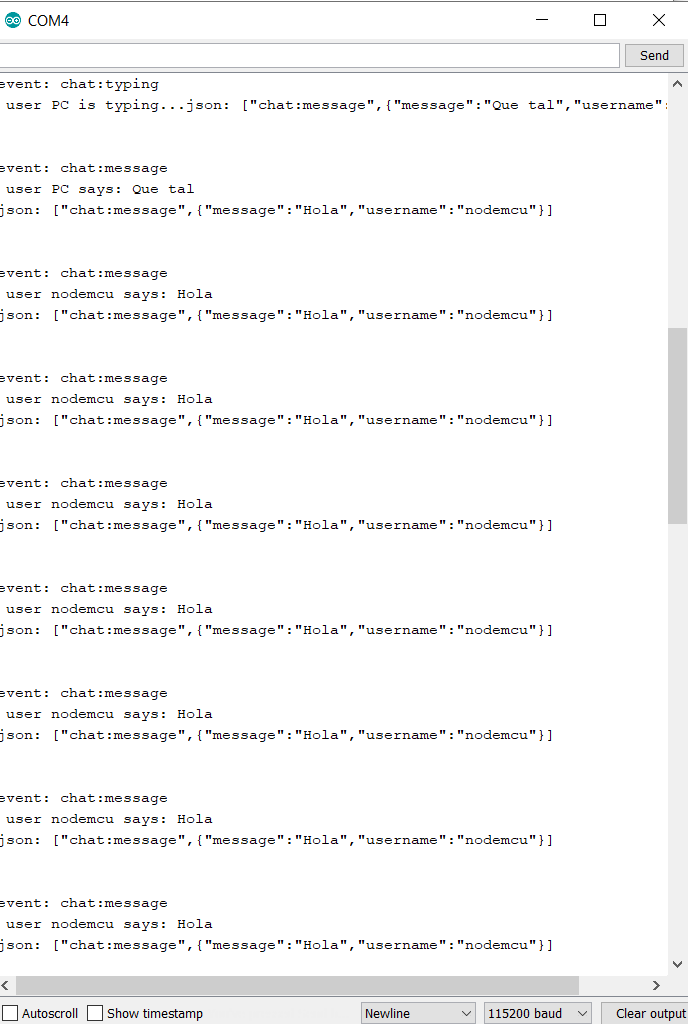 COM4
Send
event: chat:typing
user PC is typing...json: ["chat:message",{"message":"Que tal","username":
event: chat:message
user PC says: Que tal
json: ["chat:message",{"message":"Hola","username":"nodemcu"}]
event: chat:message
user nodemcu says: Hola
json: ["chat:message",{"message":"Hola","username":"nodemcu"}]
event: chat:message
user nodemcu says: Hola
json: ["chat:message",{"message":"Hola","username":"nodemcu"}]
event: chat:message
user nodemcu says: Hola
json: ["chat:message",{"message":"Hola","username":"nodemcu"}]
event: chat:message
user nodemcu says: Hola
json: ["chat:message",{"message":"Hola","username":"nodemcu"}]
event: chat:message
user nodemcu says: Hola
json: ["chat:message",{"message":"Hola","username":"nodemcu"}]
event: chat:message
user nodemcu says: Hola
json: ["chat:message",{"message":"Hola","username":"nodemcu"}]
event: chat:message
user nodemcu says: Hola
json: ["chat:message",{"message":"Hola","username":"nodemcu"}]
Autoscroll Show timestamp Newline 115200 baud Clear output